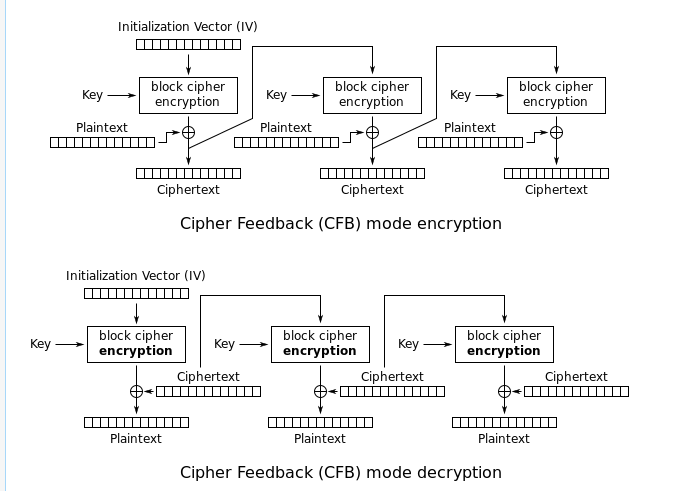 Initialization Vector (IV)
Key
block cipher
encryption
Key
block cipher
encryption
Key
block cipher
encryption
Plaintext
Plaintext
Plaintext
Ciphertext
Ciphertext
Ciphertext
Cipher Feedback (CFB) mode encryption
Initialization Vector (IV)
Key
block cipher
encryption
Key
block cipher
encryption
Key
block cipher
encryption
Ciphertext
Ciphertext
Ciphertext
Plaintext
Plaintext
Plaintext
Cipher Feedback (CFB) mode decryption